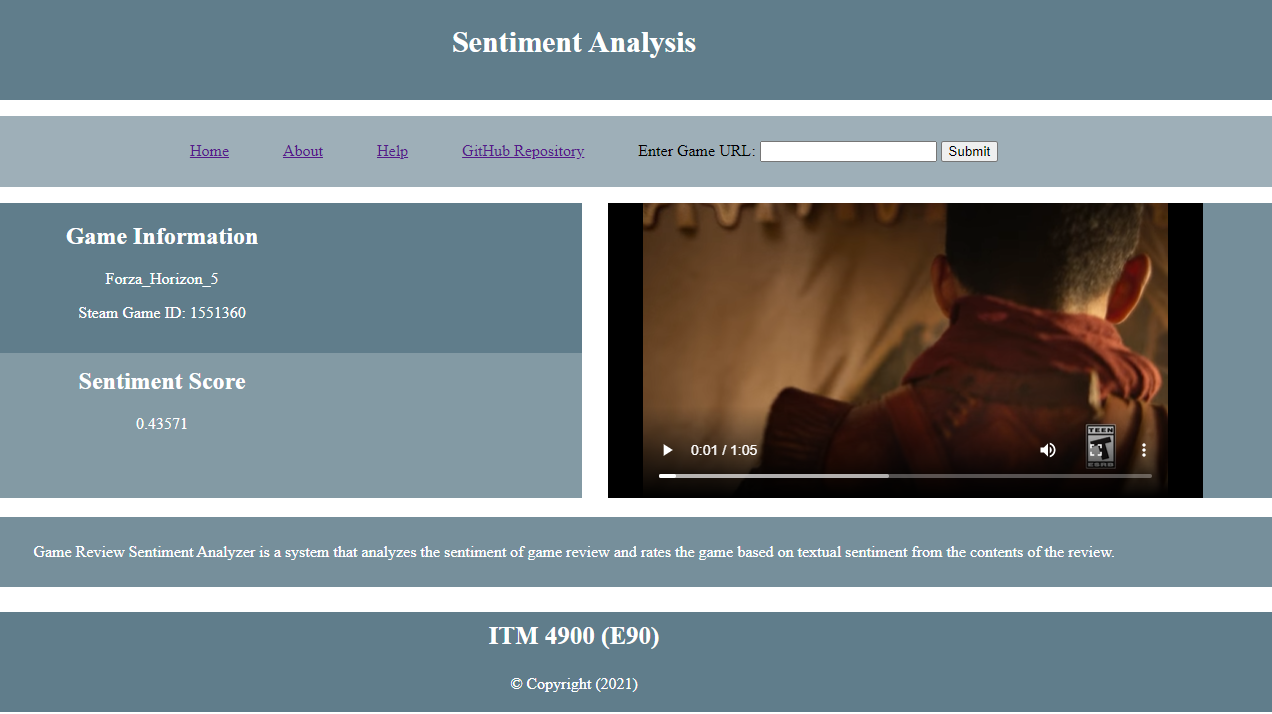 Sentiment Analysis
Home About Help GitHub Repository Enter Game URL: Submit
Game Information
Forza_Horizon_5
Steam Game ID: 1551360
Sentiment Score
0.43571
TEEN
T
ESRB
0:01 / 1:05
Game Review Sentiment Analyzer is a system that analyzes the sentiment of game review and rates the game based on textual sentiment from the contents of the review.
ITM 4900 (E90)
© Copyright (2021)